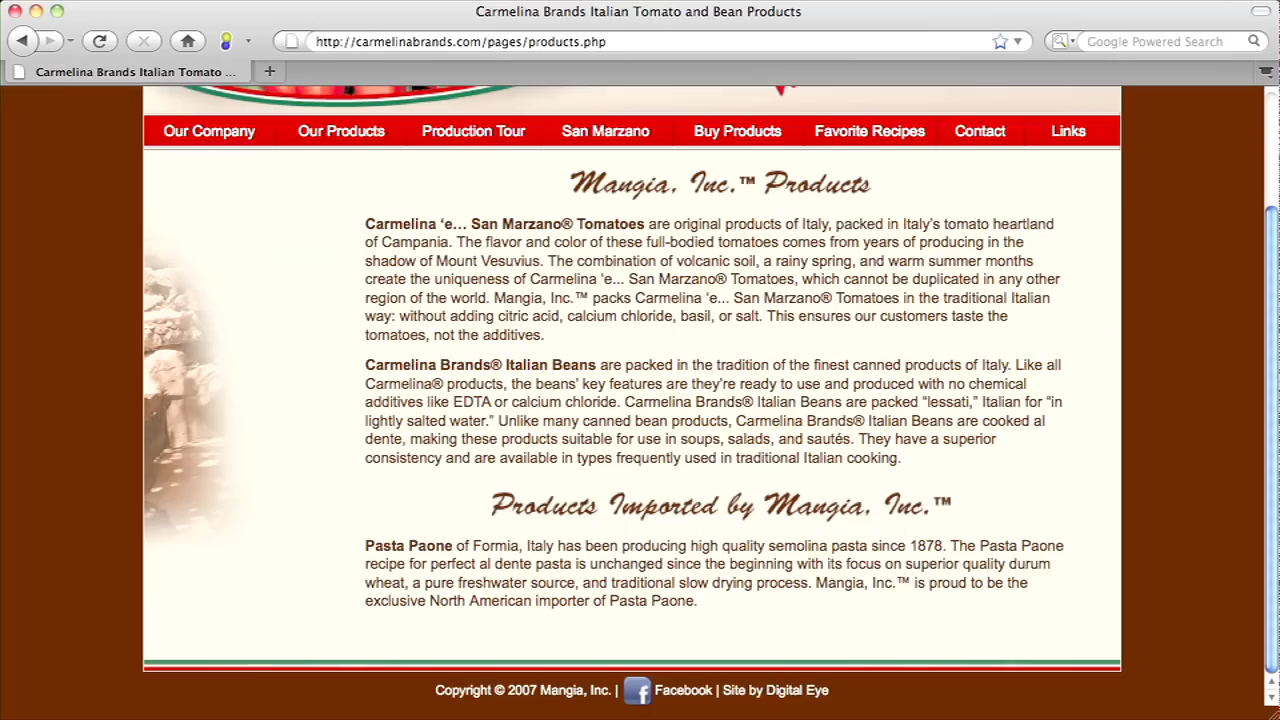 Carmelina Brands Italian Tomato and Bean Products
http://carmelinabrands.com/pages/products.php
Google Powered Search
Carmelina Brands Italian Tomato ...
Our Company Our Products Production Tour San Marzano Buy Products Favorite Recipes Contact Links
Mangia, Inc.™ Products
Carmelina ‘e... San Marzano® Tomatoes are original products of Italy, packed in Italy’s tomato heartland
of Campania. The flavor and color of these full-bodied tomatoes comes from years of producing in the
shadow of Mount Vesuvius. The combination of volcanic soil, a rainy spring, and warm summer months
create the uniqueness of Carmelina ‘e... San Marzano® Tomatoes, which cannot be duplicated in any other
region of the world. Mangia, Inc.™ packs Carmelina ‘e... San Marzano® Tomatoes in the traditional Italian
way: without adding citric acid, calcium chloride, basil, or salt. This ensures our customers taste the
tomatoes, not the additives.
Carmelina Brands® Italian Beans are packed in the tradition of the finest canned products of Italy. Like all
Carmelina® products, the beans’ key features are they’re ready to use and produced with no chemical
additives like EDTA or calcium chloride. Carmelina Brands® Italian Beans are packed “lessati,” Italian for “in
lightly salted water.” Unlike many canned bean products, Carmelina Brands® Italian Beans are cooked al
dente, making these products suitable for use in soups, salads, and sautés. They have a superior
consistency and are available in types frequently used in traditional Italian cooking.
Products Imported by Mangia, Inc.™
Pasta Paone of Formia, Italy has been producing high quality semolina pasta since 1878. The Pasta Paone
recipe for perfect al dente pasta is unchanged since the beginning with its focus on superior quality durum
wheat, a pure freshwater source, and traditional slow drying process. Mangia, Inc.™ is proud to be the
exclusive North American importer of Pasta Paone.
Copyright © 2007 Mangia, Inc. | f Facebook | Site by Digital Eye